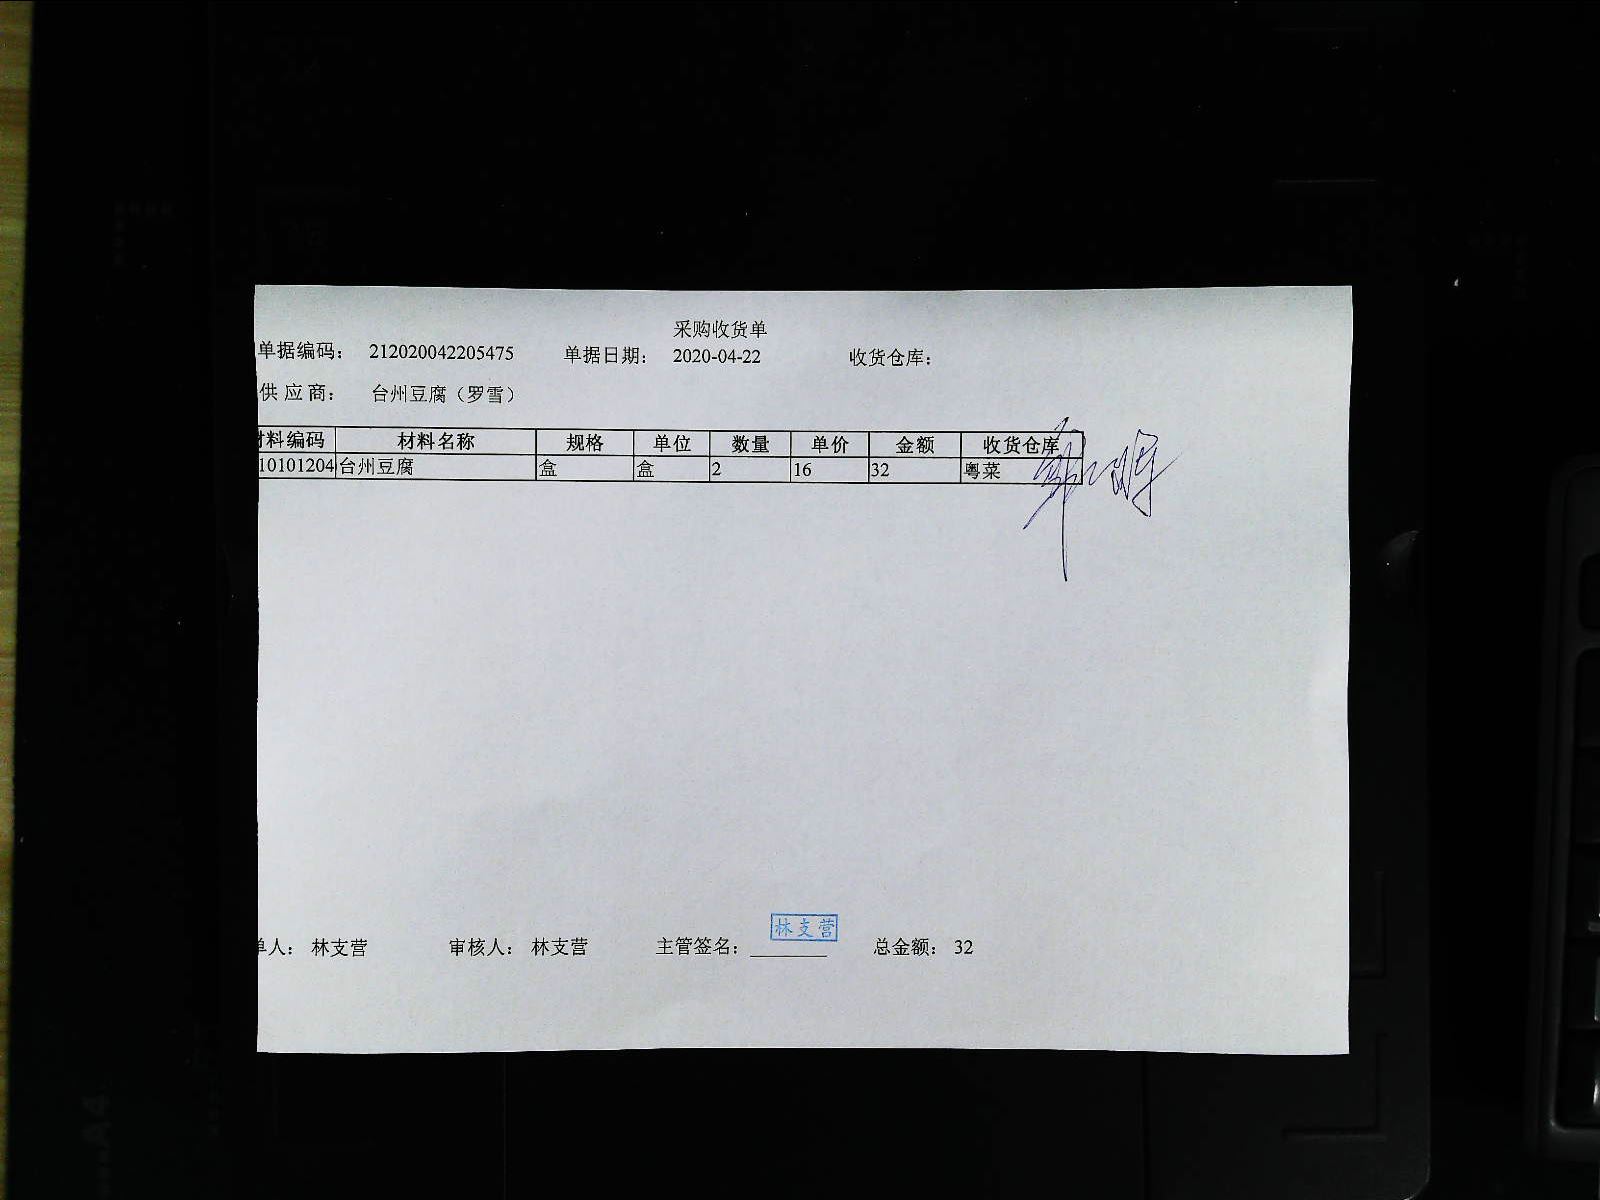 采购收货单
单据编码: 212020042205475 单据日期: 2020-04-22 收货仓库:
供应商: 台州豆腐（罗雪）
材料编码 材料名称 规格 单位 数量 单价 金额 收货仓库
10101204 台州豆腐 盒 盒 2 16 32 粤菜
林支营
单人: 林支营 审核人: 林支营 主管签名: 总金额: 32